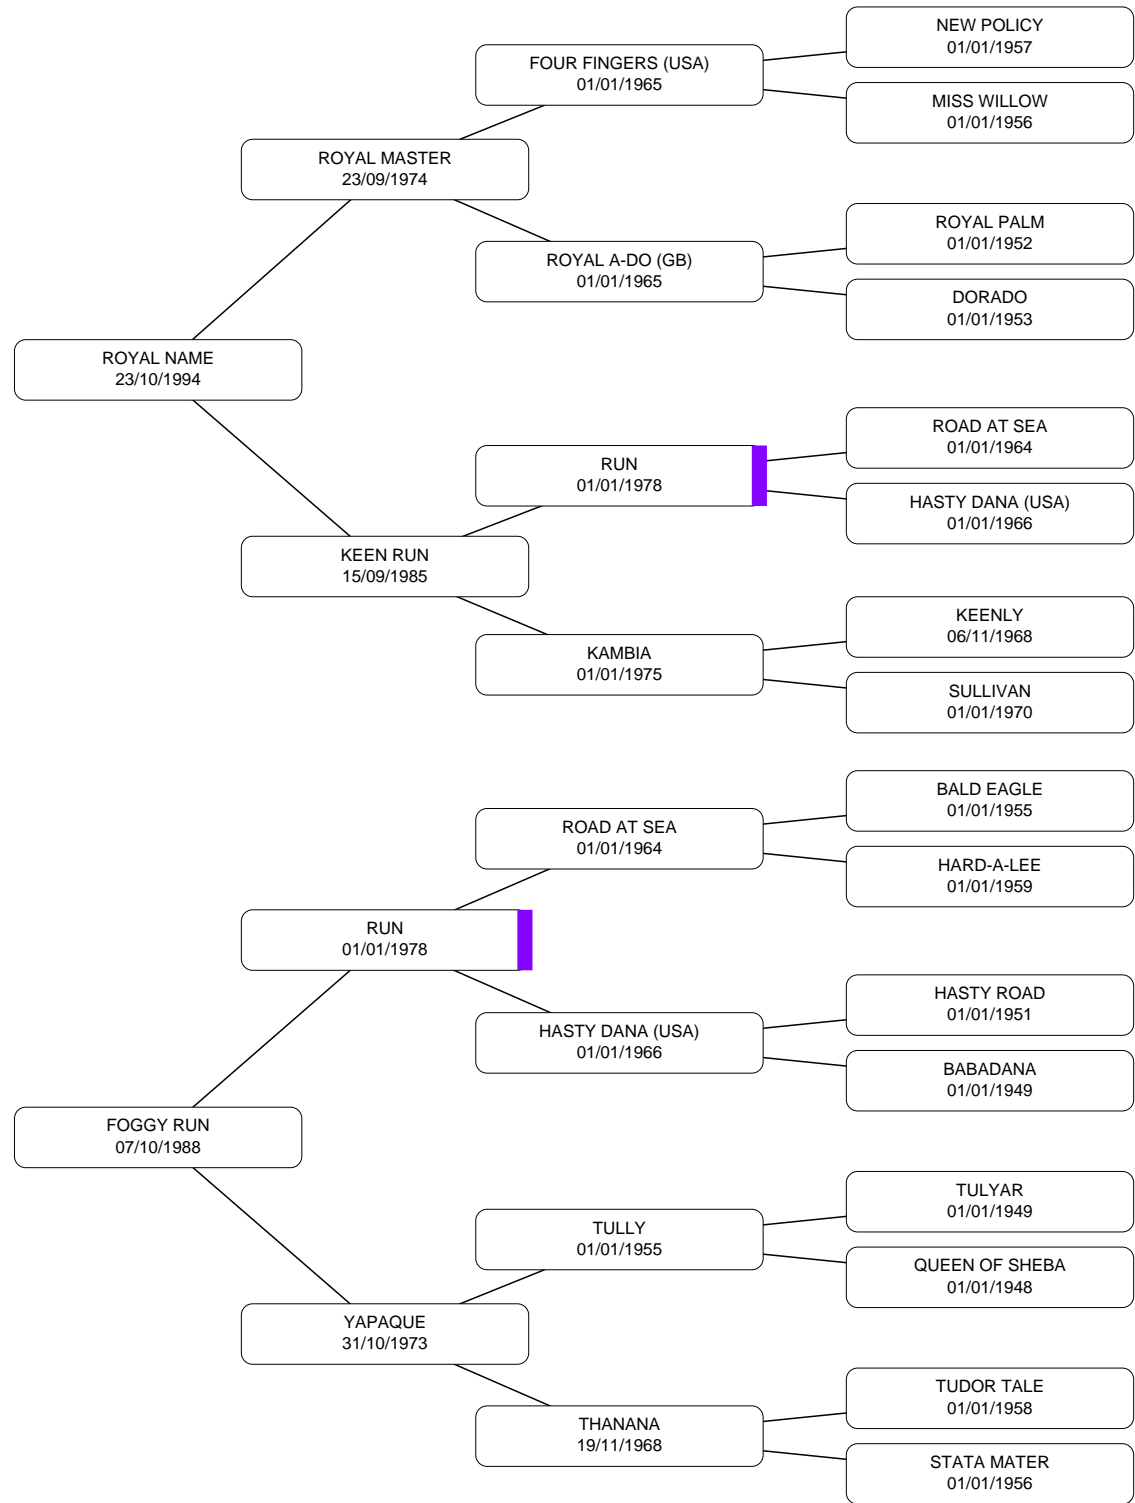 NEW POLICY
01/01/1957
FOUR FINGERS (USA)
01/01/1965
MISS WILLOW
01/01/1956
ROYAL MASTER
23/09/1974
ROYAL PALM
01/01/1952
ROYAL A-DO (GB)
01/01/1965
DORADO
01/01/1953
ROYAL NAME
23/10/1994
ROAD AT SEA
01/01/1964
RUN
01/01/1978
HASTY DANA (USA)
01/01/1966
KEEN RUN
15/09/1985
KEENLY
06/11/1968
KAMBIA
01/01/1975
SULLIVAN
01/01/1970
BALD EAGLE
01/01/1955
ROAD AT SEA
01/01/1964
HARD-A-LEE
01/01/1959
RUN
01/01/1978
HASTY ROAD
01/01/1951
HASTY DANA (USA)
01/01/1966
BABADANA
01/01/1949
FOGGY RUN
07/10/1988
TULYAR
01/01/1949
TULLY
01/01/1955
QUEEN OF SHEBA
01/01/1948
YAPAQUE
31/10/1973
TUDOR TALE
01/01/1958
THANANA
19/11/1968
STATA MATER
01/01/1956